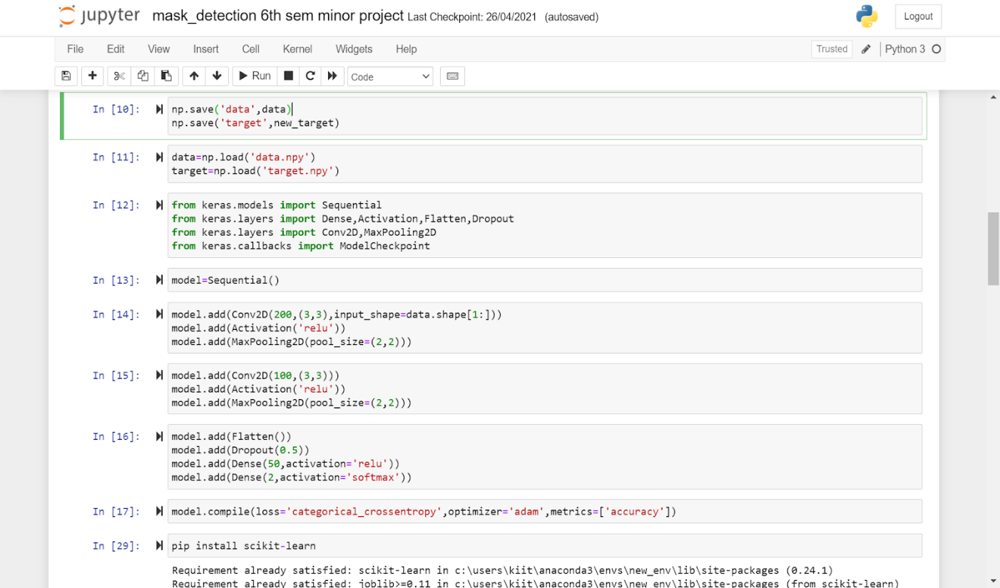 jupyter mask_detection 6th sem minor project Last Checkpoint: 26/04/2021 (autosaved) Logout
File Edit View Insert Cell Kernel Widgets Help Trusted Python 3
Run Code
In [10]: np.save('data',data)
np.save('target',new_target)
In [11]: data=np.load('data.npy')
target=np.load('target.npy')
In [12]: from keras.models import Sequential
from keras.layers import Dense,Activation,Flatten,Dropout
from keras.layers import Conv2D,MaxPooling2D
from keras.callbacks import ModelCheckpoint
In [13]: model=Sequential()
In [14]: model.add(Conv2D(200,(3,3),input_shape=data.shape[1:]))
model.add(Activation('relu'))
model.add(MaxPooling2D(pool_size=(2,2)))
In [15]: model.add(Conv2D(100,(3,3)))
model.add(Activation('relu'))
model.add(MaxPooling2D(pool_size=(2,2)))
In [16]: model.add(Flatten())
model.add(Dropout(0.5))
model.add(Dense(50,activation='relu'))
model.add(Dense(2,activation='softmax'))
In [17]: model.compile(loss='categorical_crossentropy',optimizer='adam',metrics=['accuracy'])
In [29]: pip install scikit-learn
Requirement already satisfied: scikit-learn in c:\users\kiit\anaconda3\envs\new_env\lib\site-packages (0.24.1)
Requirement already satisfied: joblib>=0.11 in c:\users\kiit\anaconda3\envs\new_env\lib\site-packages (from scikit-learn)